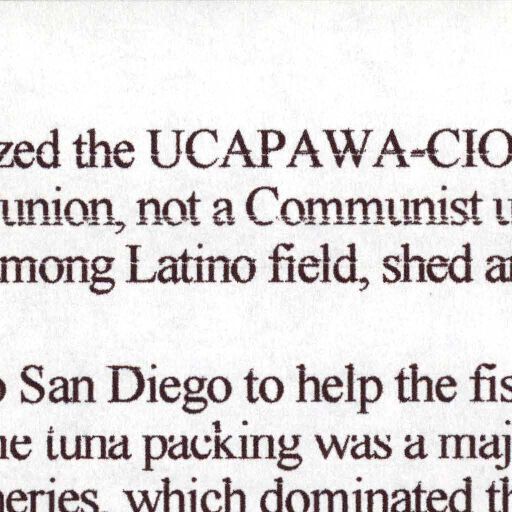 zed the UCAPAWA-CIO
union, not a Communist u
mong Latino field, shed a
San Diego to help the fis
he tuna packing was a maj
neries, which dominated th